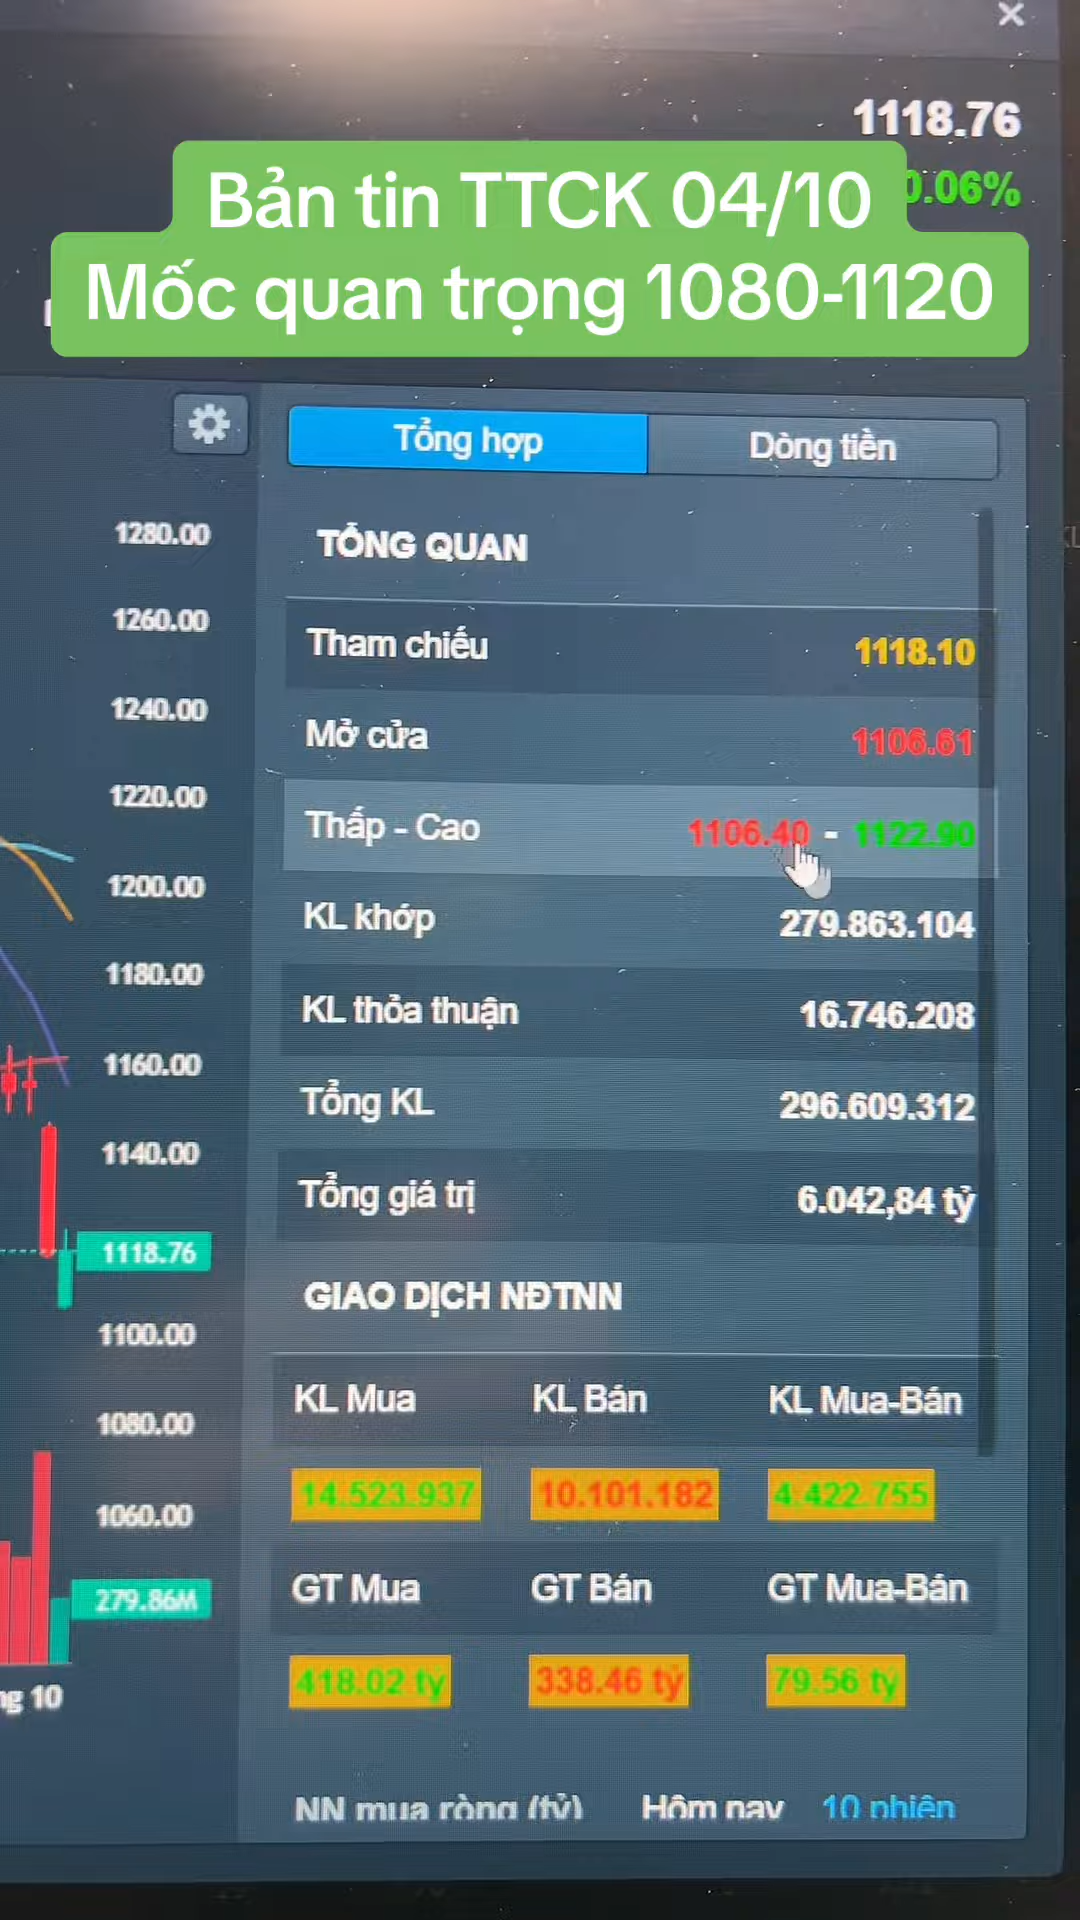 1118.76
0.06%
Bản tin TTCK 04/10
Mốc quan trọng 1080-1120
Tổng hợp
Dòng tiền
TỔNG QUAN
Tham chiếu 1118.10
Mở cửa 1106.61
Thấp - Cao 1106.40 - 1122.90
KL khớp 279.863.104
KL thỏa thuận 16.746.208
Tổng KL 296.609.312
Tổng giá trị 6.042,84 tỷ
GIAO DỊCH NĐTNN
KL Mua KL Bán KL Mua-Bán
14.523.937 10.101.182 4.422.755
GT Mua GT Bán GT Mua-Bán
418.02 tỷ 338.46 tỷ 79.56 tỷ
NN mua ròng (tỷ) Hôm nay 10 phiên
1280.00
1260.00
1240.00
1220.00
1200.00
1180.00
1160.00
1140.00
1118.76
1100.00
1080.00
1060.00
279.86M
ng 10
KL